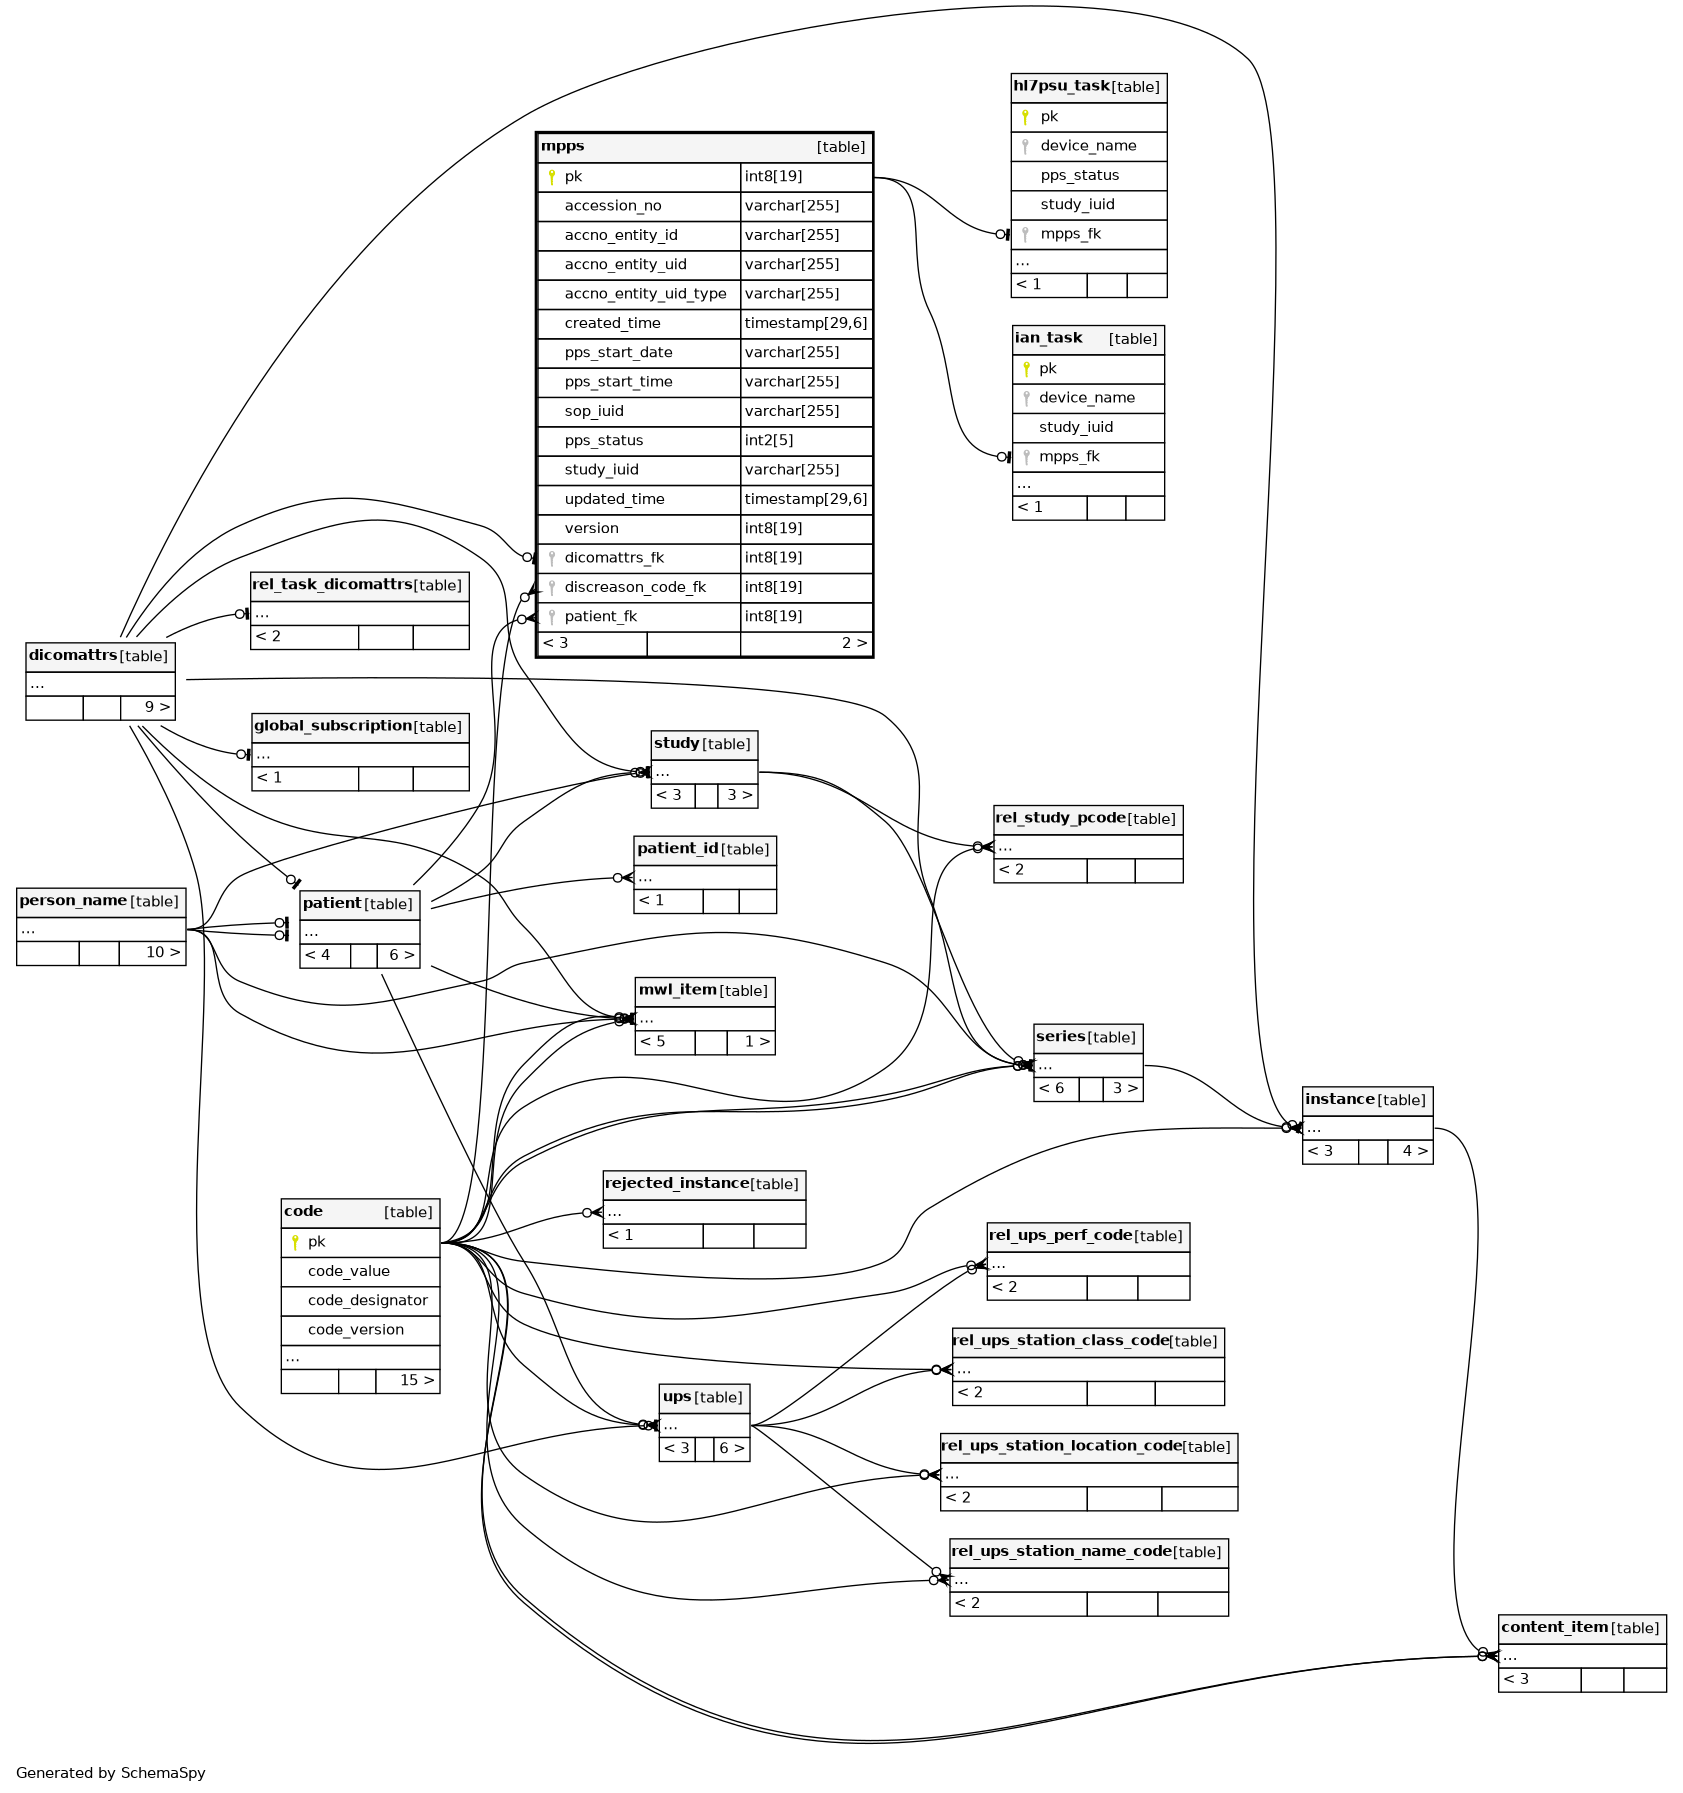 hl7psu_task [table]
pk
device_name
pps_status
study_iuid
mpps_fk
...
< 1
mpps [table]
pk int8[19]
accession_no varchar[255]
accno_entity_id varchar[255]
accno_entity_uid varchar[255]
accno_entity_uid_type varchar[255]
created_time timestamp[29,6]
pps_start_date varchar[255]
pps_start_time varchar[255]
sop_iuid varchar[255]
pps_status int2[5]
study_iuid varchar[255]
updated_time timestamp[29,6]
version int8[19]
dicomattrs_fk int8[19]
discreason_code_fk int8[19]
patient_fk int8[19]
< 3 2 >
ian_task [table]
pk
device_name
study_iuid
mpps_fk
...
< 1
rel_task_dicomattrs [table]
...
< 2
dicomattrs [table]
...
9 >
global_subscription [table]
...
< 1
study [table]
...
< 3 3 >
rel_study_pcode [table]
...
< 2
patient_id [table]
...
< 1
person_name [table]
...
10 >
patient [table]
...
< 4 6 >
mwl_item [table]
...
< 5 1 >
series [table]
...
< 6 3 >
instance [table]
...
< 3 4 >
rejected_instance [table]
...
< 1
code [table]
pk
code_value
code_designator
code_version
...
15 >
rel_ups_perf_code [table]
...
< 2
rel_ups_station_class_code [table]
...
< 2
ups [table]
...
< 3 6 >
rel_ups_station_location_code [table]
...
< 2
rel_ups_station_name_code [table]
...
< 2
content_item [table]
...
< 3
Generated by SchemaSpy